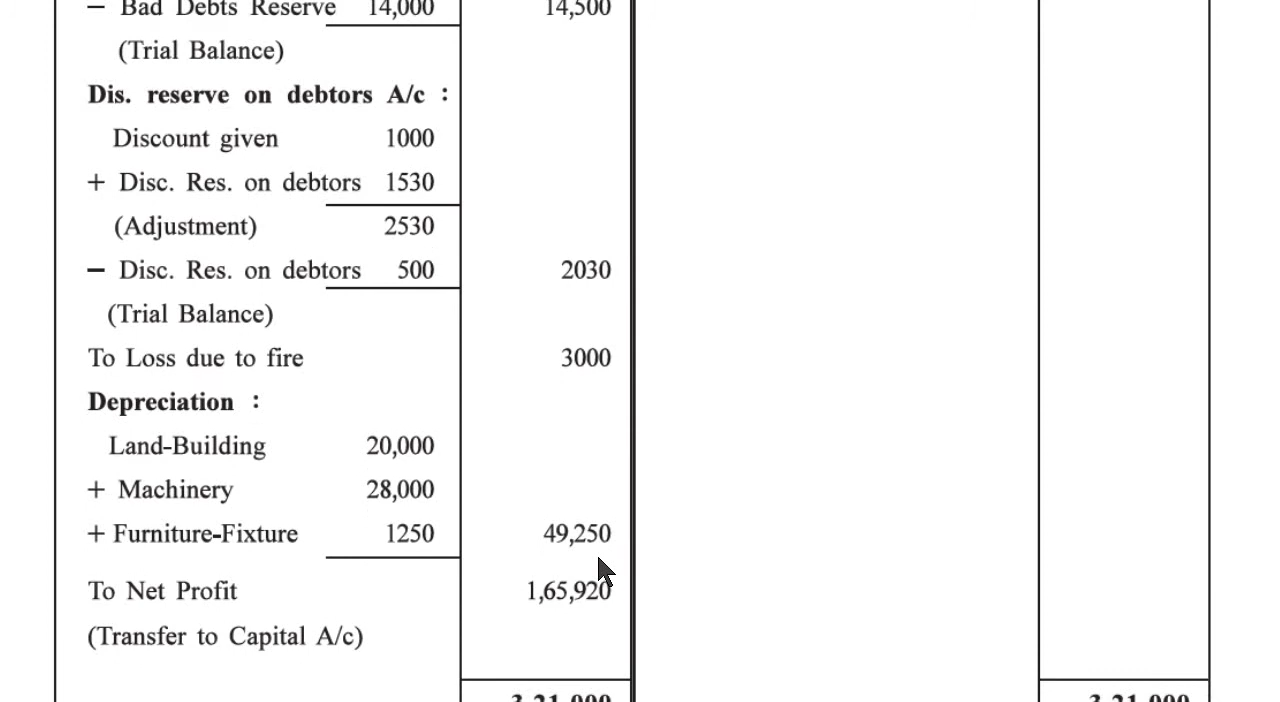 − Bad Debts Reserve 14,000 14,500
(Trial Balance)
Dis. reserve on debtors A/c :
Discount given 1000
+ Disc. Res. on debtors 1530
(Adjustment) 2530
− Disc. Res. on debtors 500 2030
(Trial Balance)
To Loss due to fire 3000
Depreciation :
Land-Building 20,000
+ Machinery 28,000
+ Furniture-Fixture 1250 49,250
To Net Profit 1,65,920
(Transfer to Capital A/c)